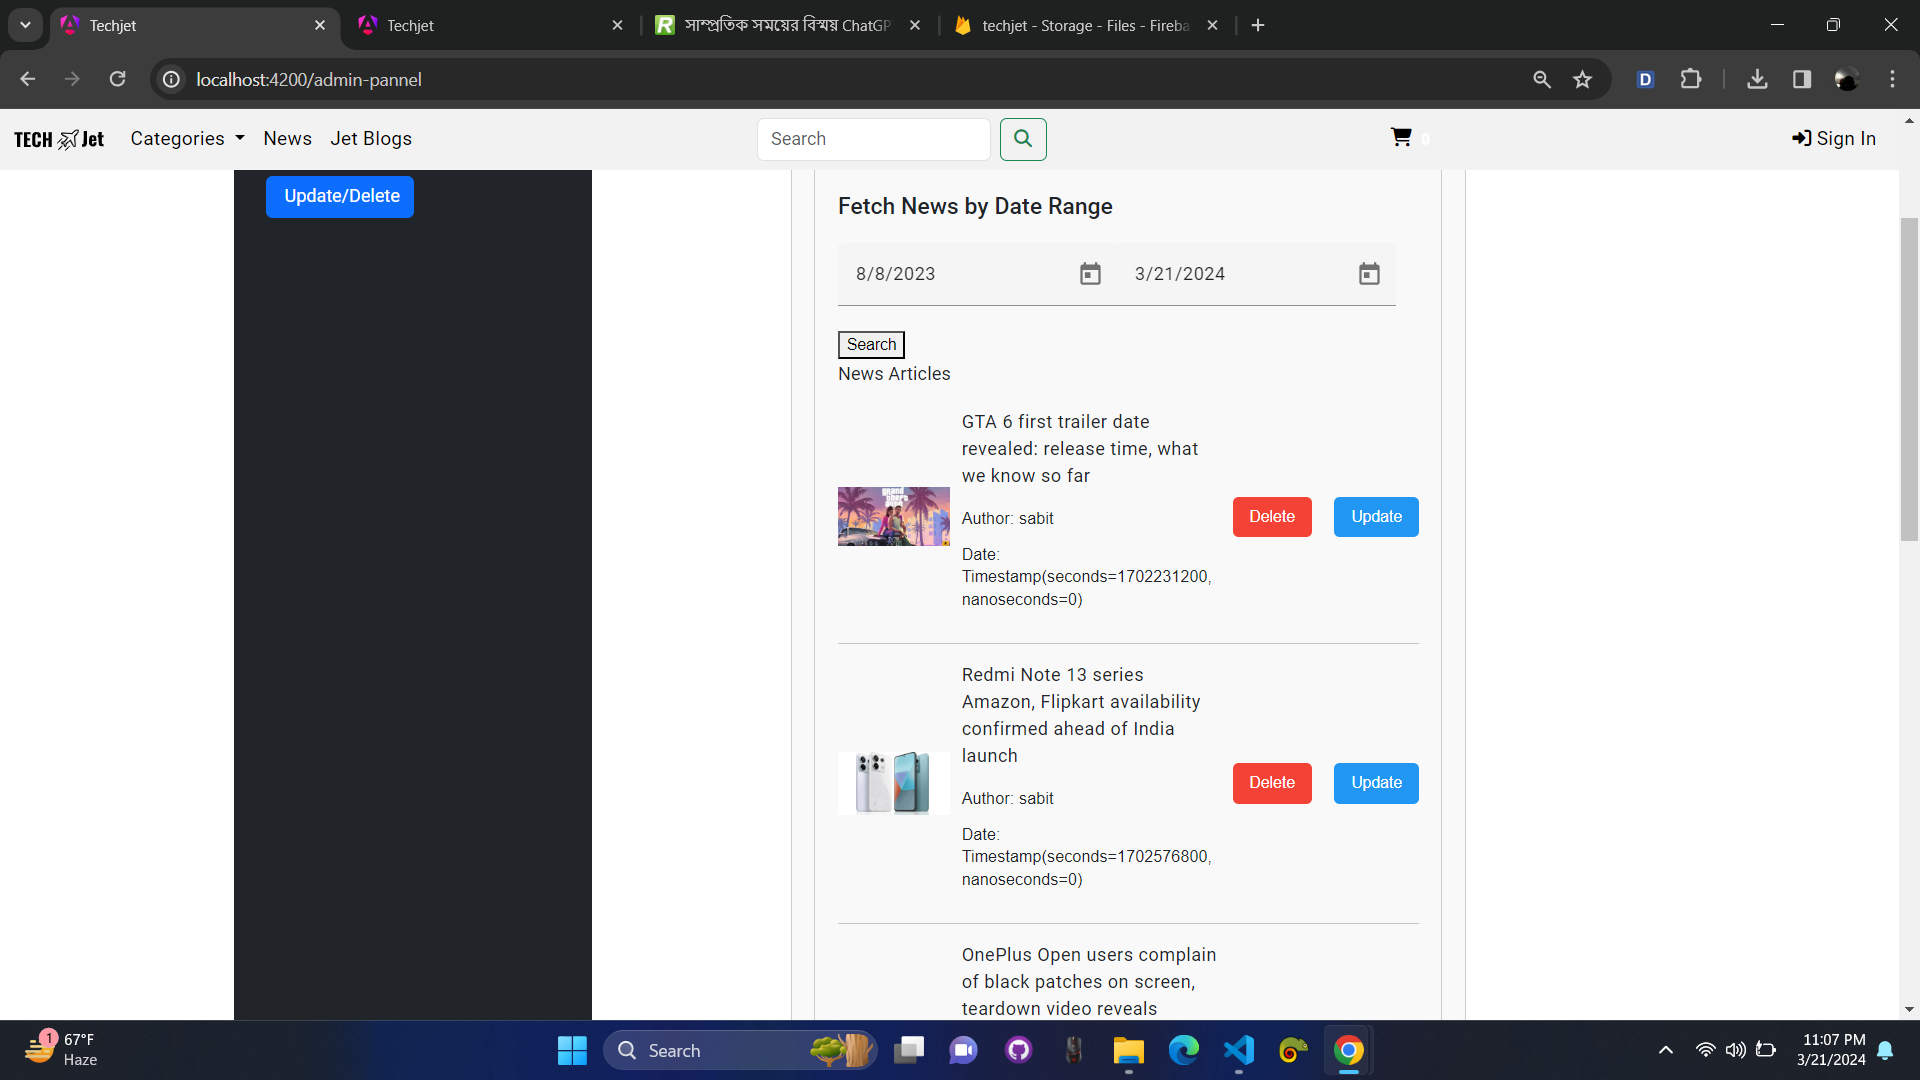 Techjet
Techjet
সাম্প্রতিক সময়ের বিস্ময় ChatGP
techjet - Storage - Files - Fireba
localhost:4200/admin-pannel
D
TECH Jet
Categories
News
Jet Blogs
Search
0
Sign In
Update/Delete
Fetch News by Date Range
8/8/2023
3/21/2024
Search
News Articles
GTA 6 first trailer date
revealed: release time, what
we know so far
Author: sabit
Date:
Timestamp(seconds=1702231200,
nanoseconds=0)
Delete
Update
Redmi Note 13 series
Amazon, Flipkart availability
confirmed ahead of India
launch
Author: sabit
Date:
Timestamp(seconds=1702576800,
nanoseconds=0)
Delete
Update
OnePlus Open users complain
of black patches on screen,
teardown video reveals
1
67°F
Haze
Search
11:07 PM
3/21/2024